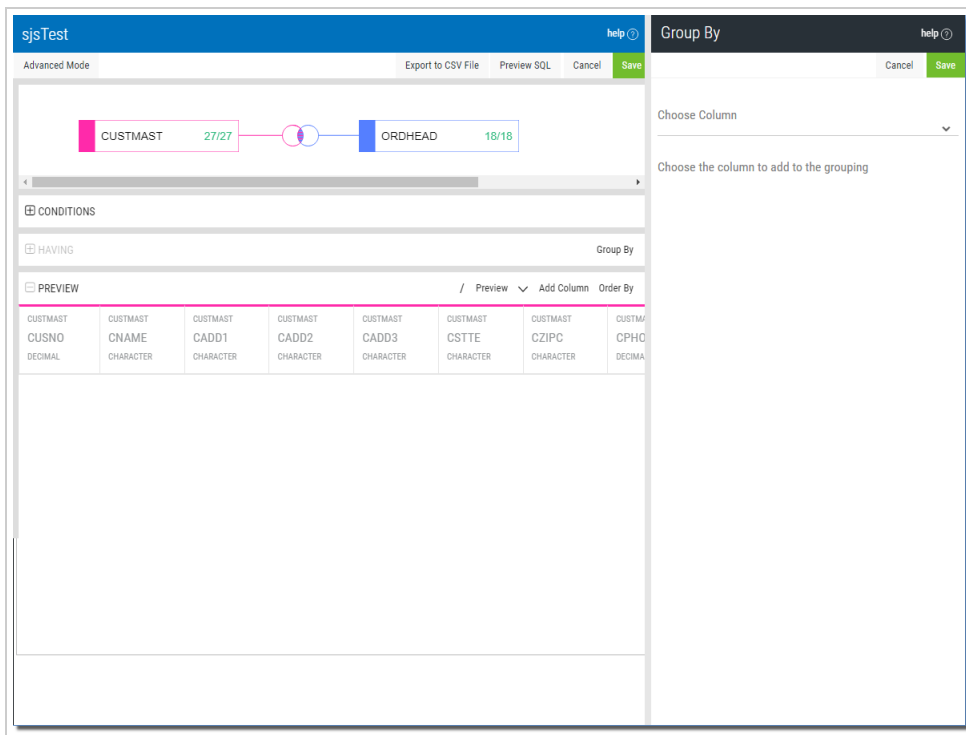 sjsTest help ?
Advanced Mode Export to CSV File Preview SQL Cancel Save
CUSTMAST 27/27 ORDHEAD 18/18
CONDITIONS
HAVING Group By
PREVIEW / Preview Add Column Order By
CUSTMAST CUSTMAST CUSTMAST CUSTMAST CUSTMAST CUSTMAST CUSTMAST CUSTMA
CUSNO CNAME CADD1 CADD2 CADD3 CSTTE CZIPC CPHO
DECIMAL CHARACTER CHARACTER CHARACTER CHARACTER CHARACTER CHARACTER DECIMA
Group By help ?
Cancel Save
Choose Column
Choose the column to add to the grouping